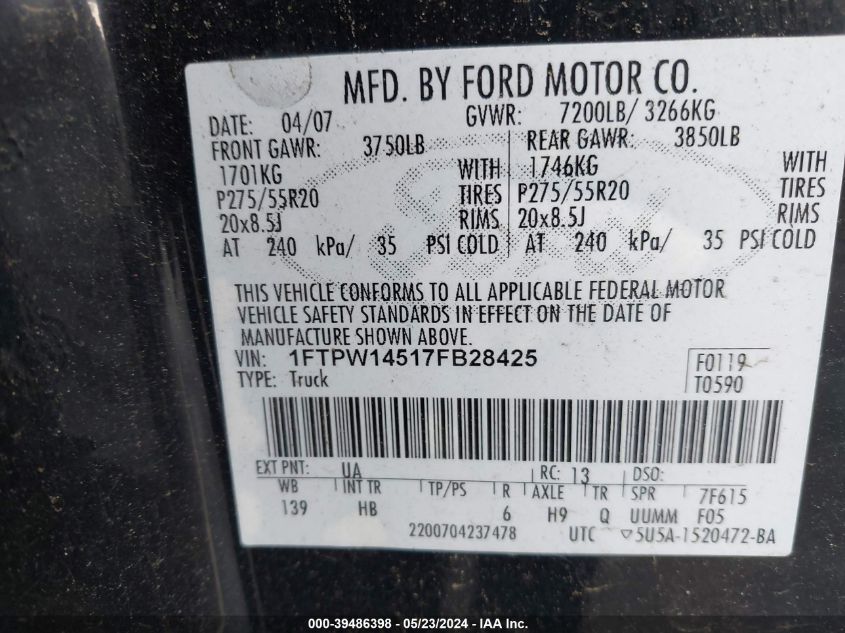 MFD. BY FORD MOTOR CO.
DATE: 04/07 GVWR: 7200LB/ 3266KG
FRONT GAWR: 3750LB REAR GAWR: 3850LB
1701KG WITH 1746KG WITH
P275/55R20 TIRES P275/55R20 TIRES
20x8.5J RIMS 20x8.5J RIMS
AT 240 kPa/ 35 PSI COLD AT 240 kPa/ 35 PSI COLD
THIS VEHICLE CONFORMS TO ALL APPLICABLE FEDERAL MOTOR
VEHICLE SAFETY STANDARDS IN EFFECT ON THE DATE OF
MANUFACTURE SHOWN ABOVE.
VIN: 1FTPW14517FB28425 F0119
TYPE: Truck T0590
EXT PNT: UA RC: 13 DSO:
WB INT TR TP/PS R AXLE TR SPR 7F615
139 HB 6 H9 Q UUMM F05
2200704237478 UTC ▽5U5A-1520472-BA
000-39486398 - 05/23/2024 - IAA Inc.